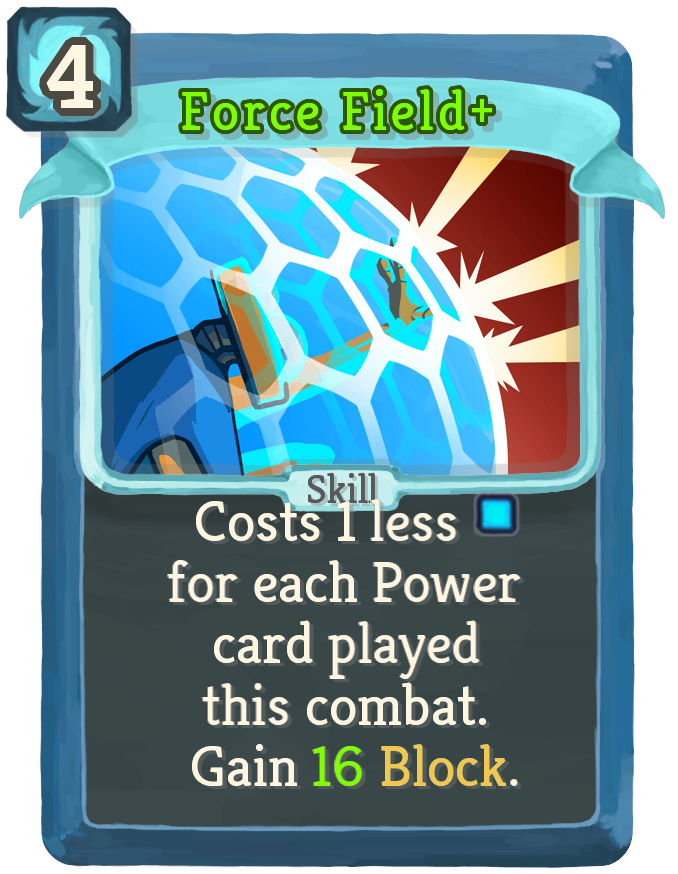 4
Force Field+
Skill
Costs 1 less
for each Power
card played
this combat.
Gain 16 Block.